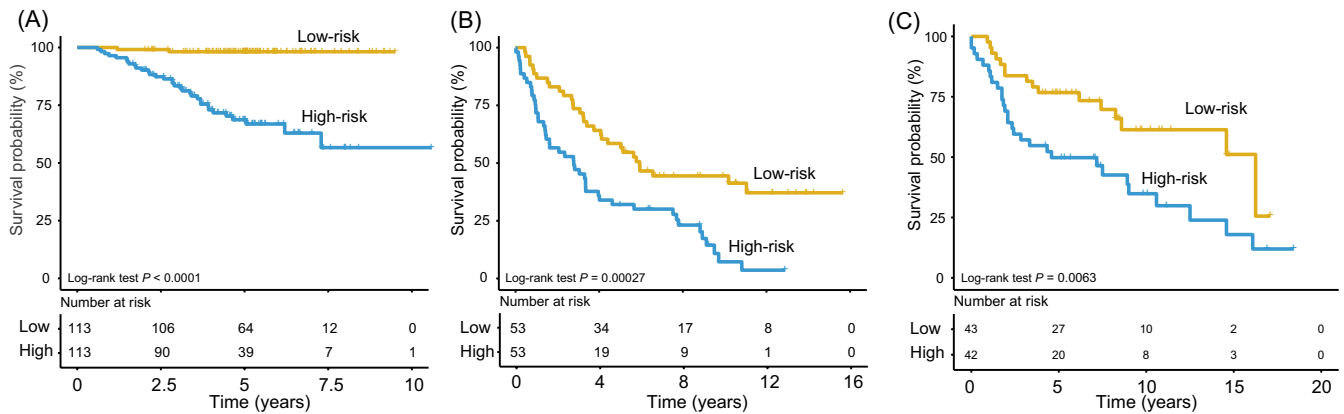 (A)
Survival probability (%)
100
75
50
25
0
Low-risk
High-risk
Log-rank test P < 0.0001
Number at risk
Low 113 106 64 12 0
High 113 90 39 7 1
0 2.5 5 7.5 10
Time (years)
(B)
Survival probability (%)
100
75
50
25
0
Low-risk
High-risk
Log-rank test P = 0.00027
Number at risk
Low 53 34 17 8 0
High 53 19 9 1 0
0 4 8 12 16
Time (years)
(C)
Survival probability (%)
100
75
50
25
0
Low-risk
High-risk
Log-rank test P = 0.0063
Number at risk
Low 43 27 10 2 0
High 42 20 8 3 0
0 5 10 15 20
Time (years)